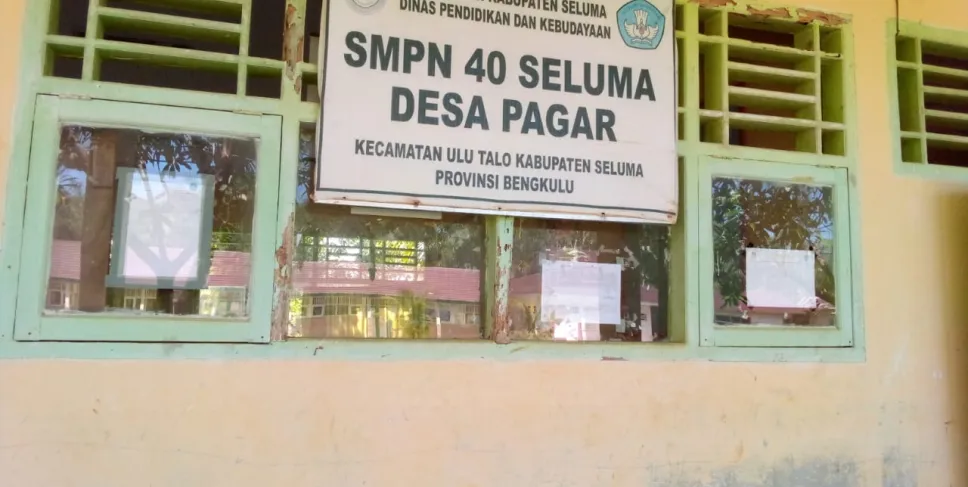 KABUPATEN SELUMA
DINAS PENDIDIKAN DAN KEBUDAYAAN
SMPN 40 SELUMA
DESA PAGAR
KECAMATAN ULU TALO KABUPATEN SELUMA
PROVINSI BENGKULU